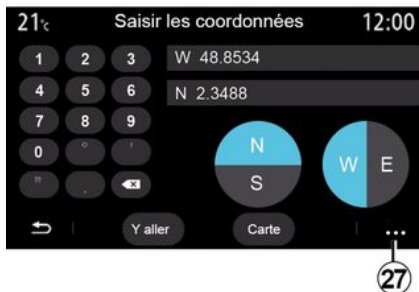 21°c Saisir les coordonnées 12:00
1 2 3 W 48.8534
4 5 6 N 2.3488
7 8 9
0 ° ' N W E
" . S
Y aller Carte ...
27